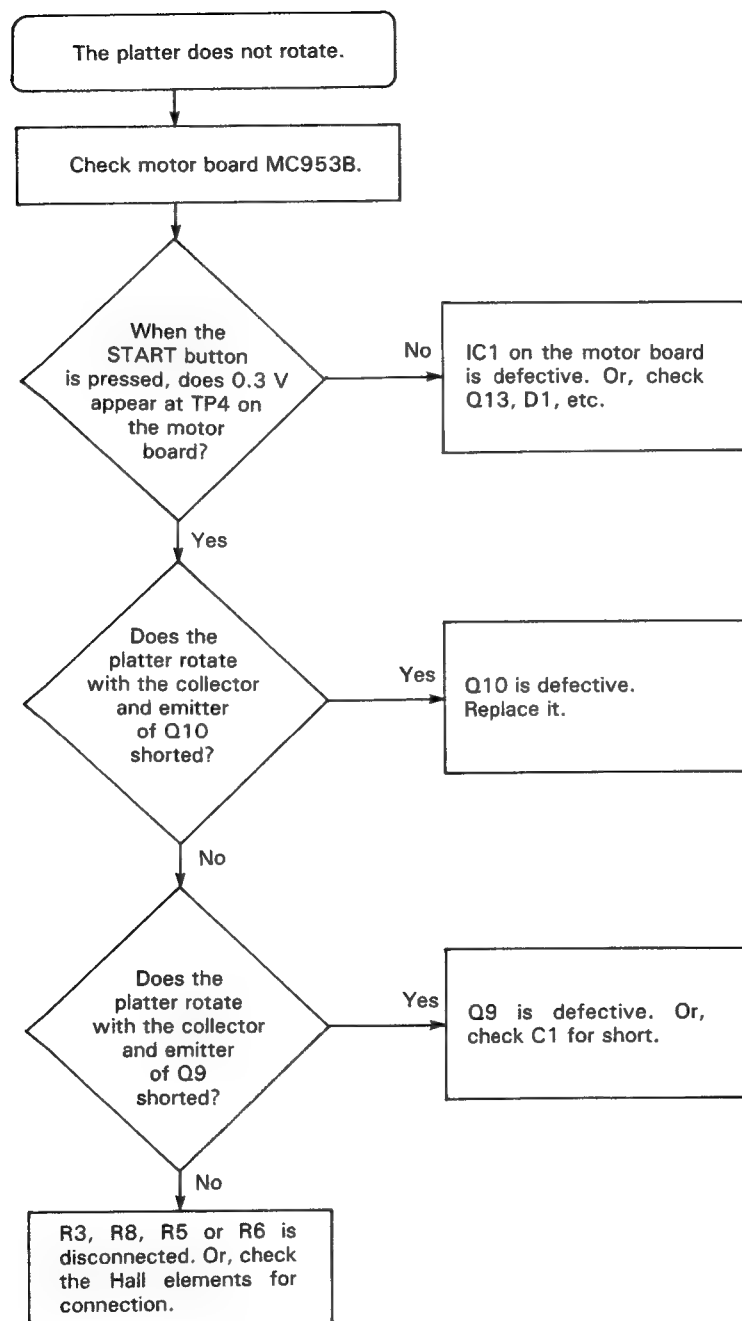 The platter does not rotate.
Check motor board MC953B.
When the
START button
is pressed, does 0.3 V
appear at TP4 on
the motor
board?
No
IC1 on the motor board
is defective. Or, check
Q13, D1, etc.
Yes
Does the
platter rotate
with the collector
and emitter
of Q10
shorted?
Yes
Q10 is defective.
Replace it.
No
Does the
platter rotate
with the collector
and emitter
of Q9
shorted?
Yes
Q9 is defective. Or,
check C1 for short.
No
R3, R8, R5 or R6 is
disconnected. Or, check
the Hall elements for
connection.